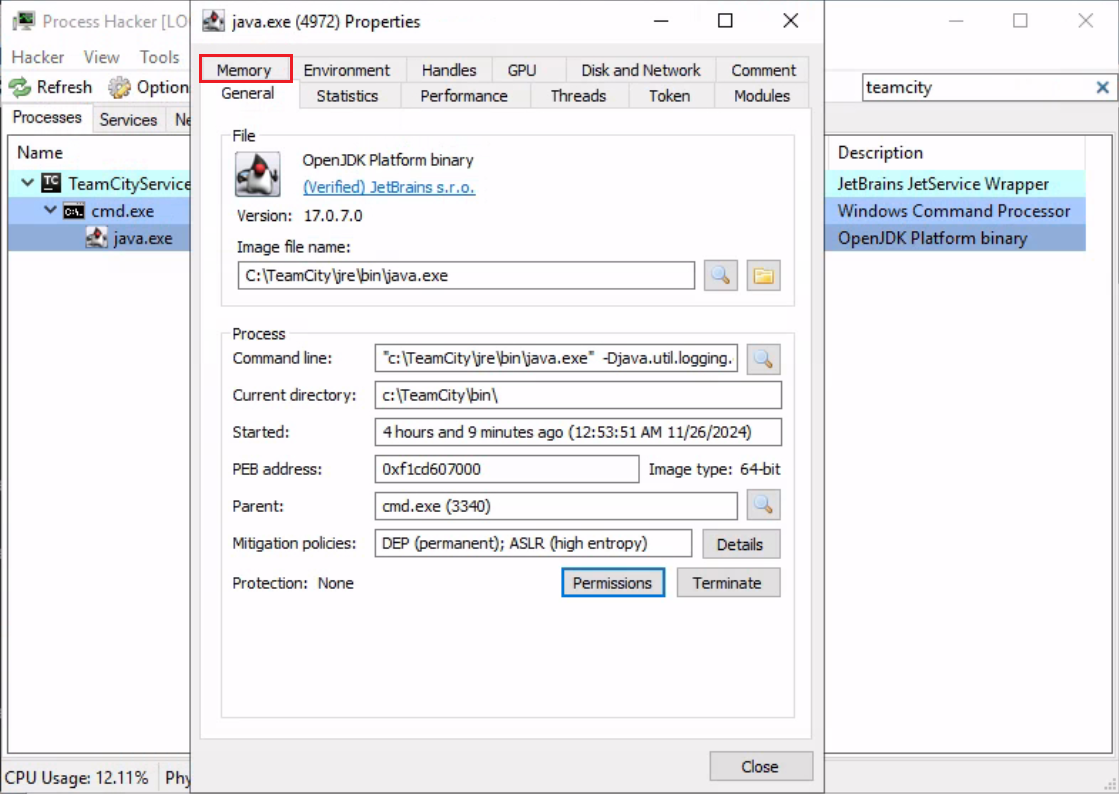 Process Hacker [LO
java.exe (4972) Properties
Hacker View Tools
Refresh Option
teamcity
Processes Services Ne
Memory Environment Handles GPU Disk and Network Comment
General Statistics Performance Threads Token Modules
Name
Description
TeamCityService
JetBrains JetService Wrapper
cmd.exe
Windows Command Processor
java.exe
OpenJDK Platform binary
File
OpenJDK Platform binary
(Verified) JetBrains s.r.o.
Version: 17.0.7.0
Image file name:
C:\TeamCity\jre\bin\java.exe
Process
Command line: "c:\TeamCity\jre\bin\java.exe" -Djava.util.logging.
Current directory: c:\TeamCity\bin\
Started: 4 hours and 9 minutes ago (12:53:51 AM 11/26/2024)
PEB address: 0xf1cd607000 Image type: 64-bit
Parent: cmd.exe (3340)
Mitigation policies: DEP (permanent); ASLR (high entropy) Details
Protection: None Permissions Terminate
Close
CPU Usage: 12.11% Phy